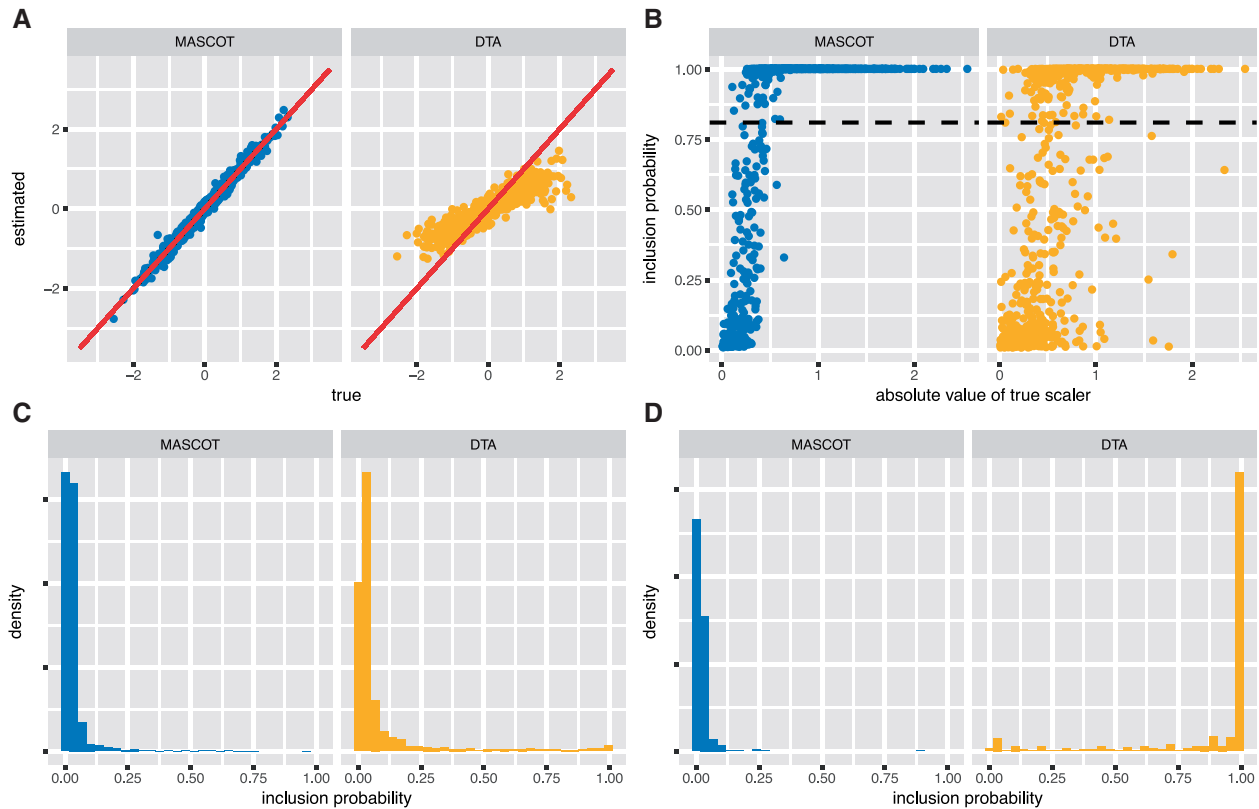 A
MASCOT
DTA
estimated
2
0
−2
−2
0
2
−2
0
2
true
B
MASCOT
DTA
inclusion probability
1.00
0.75
0.50
0.25
0.00
0
1
2
0
1
2
absolute value of true scaler
C
MASCOT
DTA
density
0.00
0.25
0.50
0.75
1.00
0.00
0.25
0.50
0.75
1.00
inclusion probability
D
MASCOT
DTA
density
0.00
0.25
0.50
0.75
1.00
0.00
0.25
0.50
0.75
1.00
inclusion probability